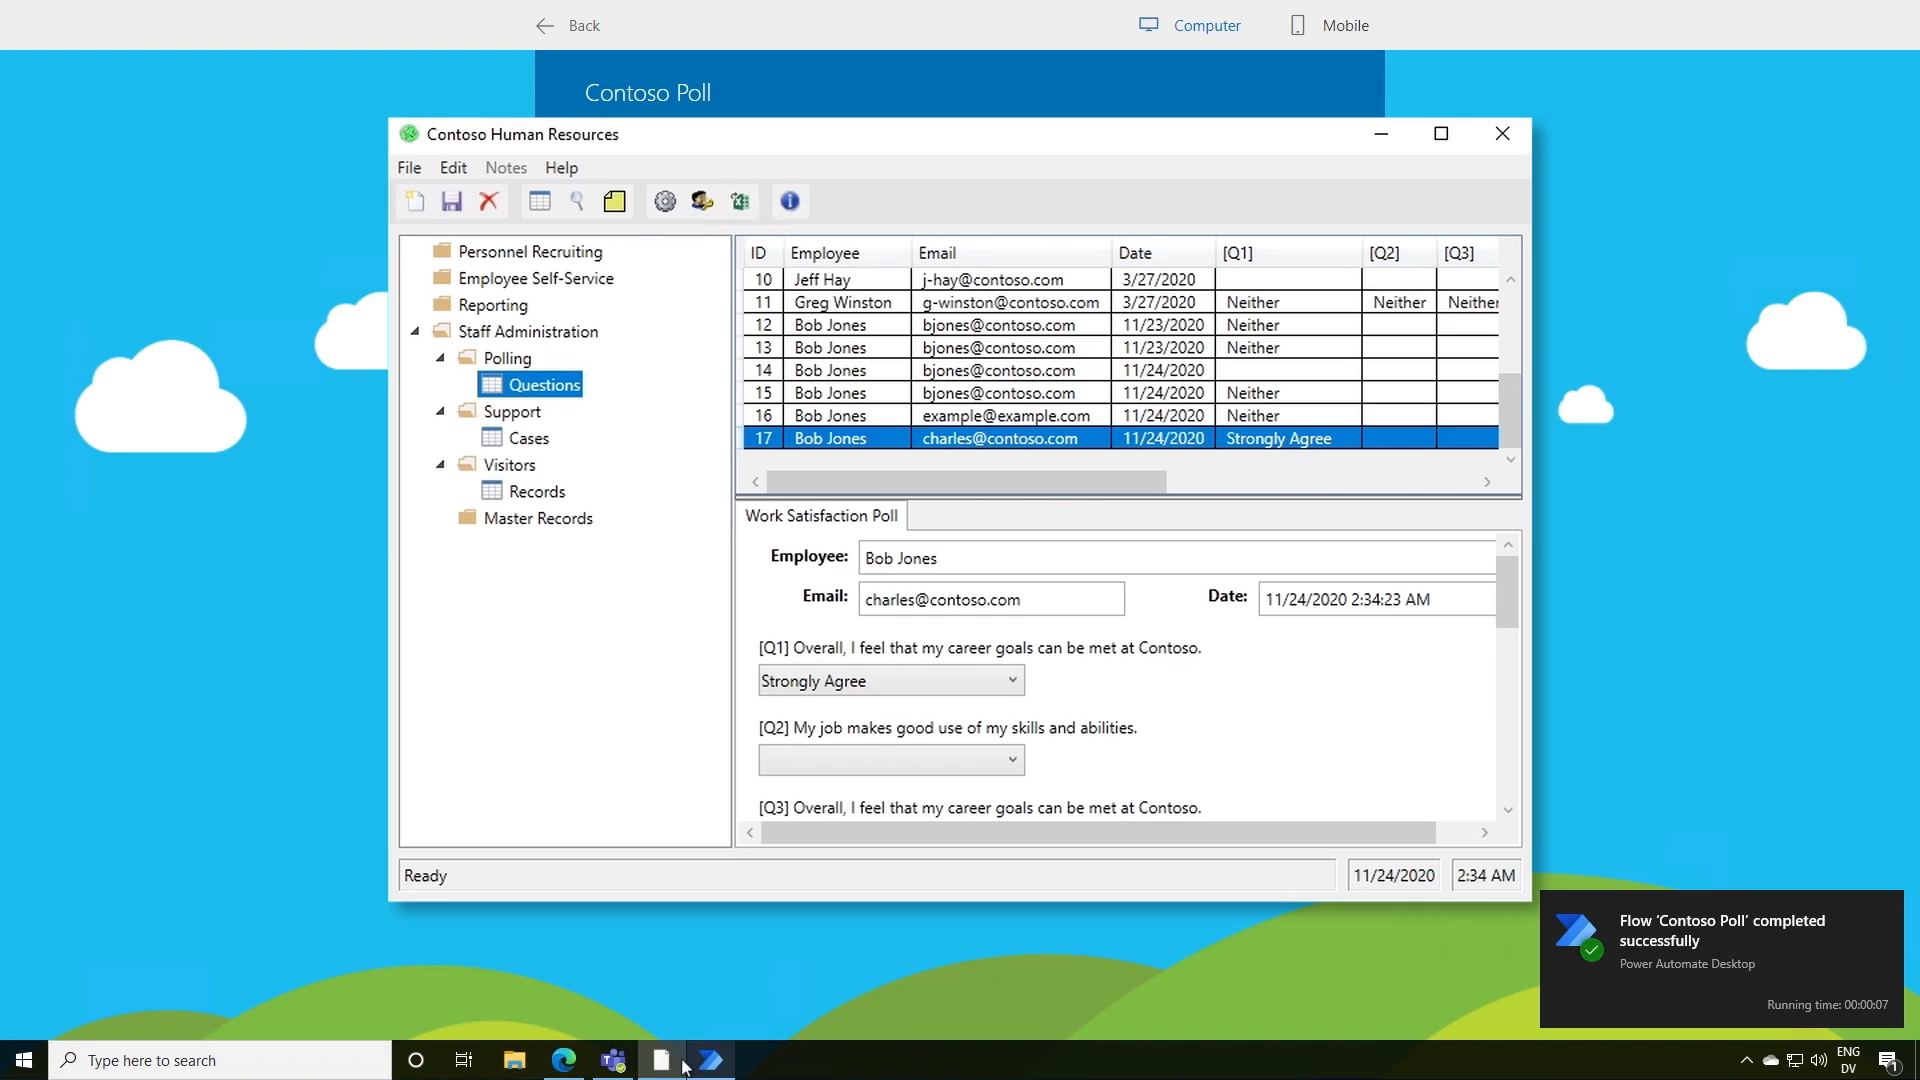 Back
Computer
Mobile
Contoso Poll
Contoso Human Resources
File Edit Notes Help
Personnel Recruiting
Employee Self-Service
Reporting
Staff Administration
Polling
Questions
Support
Cases
Visitors
Records
Master Records
ID Employee Email Date [Q1] [Q2] [Q3]
10 Jeff Hay j-hay@contoso.com 3/27/2020
11 Greg Winston g-winston@contoso.com 3/27/2020 Neither Neither Neither
12 Bob Jones bjones@contoso.com 11/23/2020 Neither
13 Bob Jones bjones@contoso.com 11/23/2020 Neither
14 Bob Jones bjones@contoso.com 11/24/2020
15 Bob Jones bjones@contoso.com 11/24/2020 Neither
16 Bob Jones example@example.com 11/24/2020 Neither
17 Bob Jones charles@contoso.com 11/24/2020 Strongly Agree
Work Satisfaction Poll
Employee: Bob Jones
Email: charles@contoso.com Date: 11/24/2020 2:34:23 AM
[Q1] Overall, I feel that my career goals can be met at Contoso.
Strongly Agree
[Q2] My job makes good use of my skills and abilities.
[Q3] Overall, I feel that my career goals can be met at Contoso.
Ready 11/24/2020 2:34 AM
Flow ‘Contoso Poll’ completed
successfully
Power Automate Desktop
Running time: 00:00:07
Type here to search
ENG
DV
1